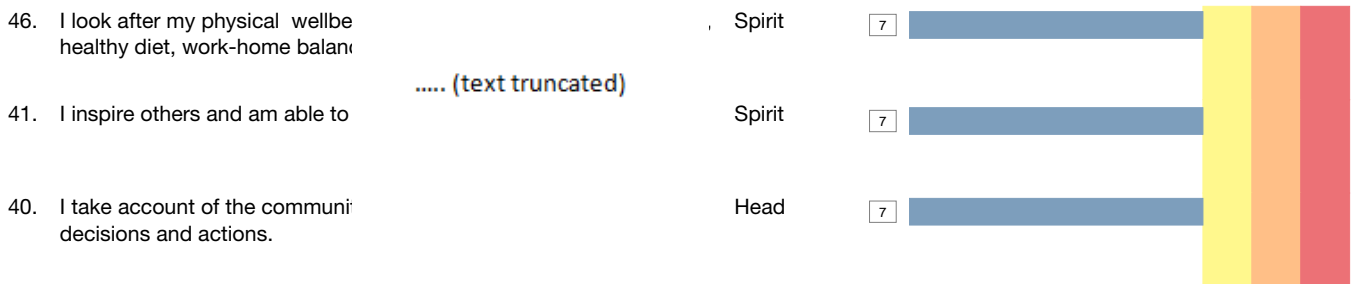 46. I look after my physical wellbe , Spirit 7
healthy diet, work-home balanc
..... (text truncated)
41. I inspire others and am able to Spirit 7
40. I take account of the communit Head 7
decisions and actions.